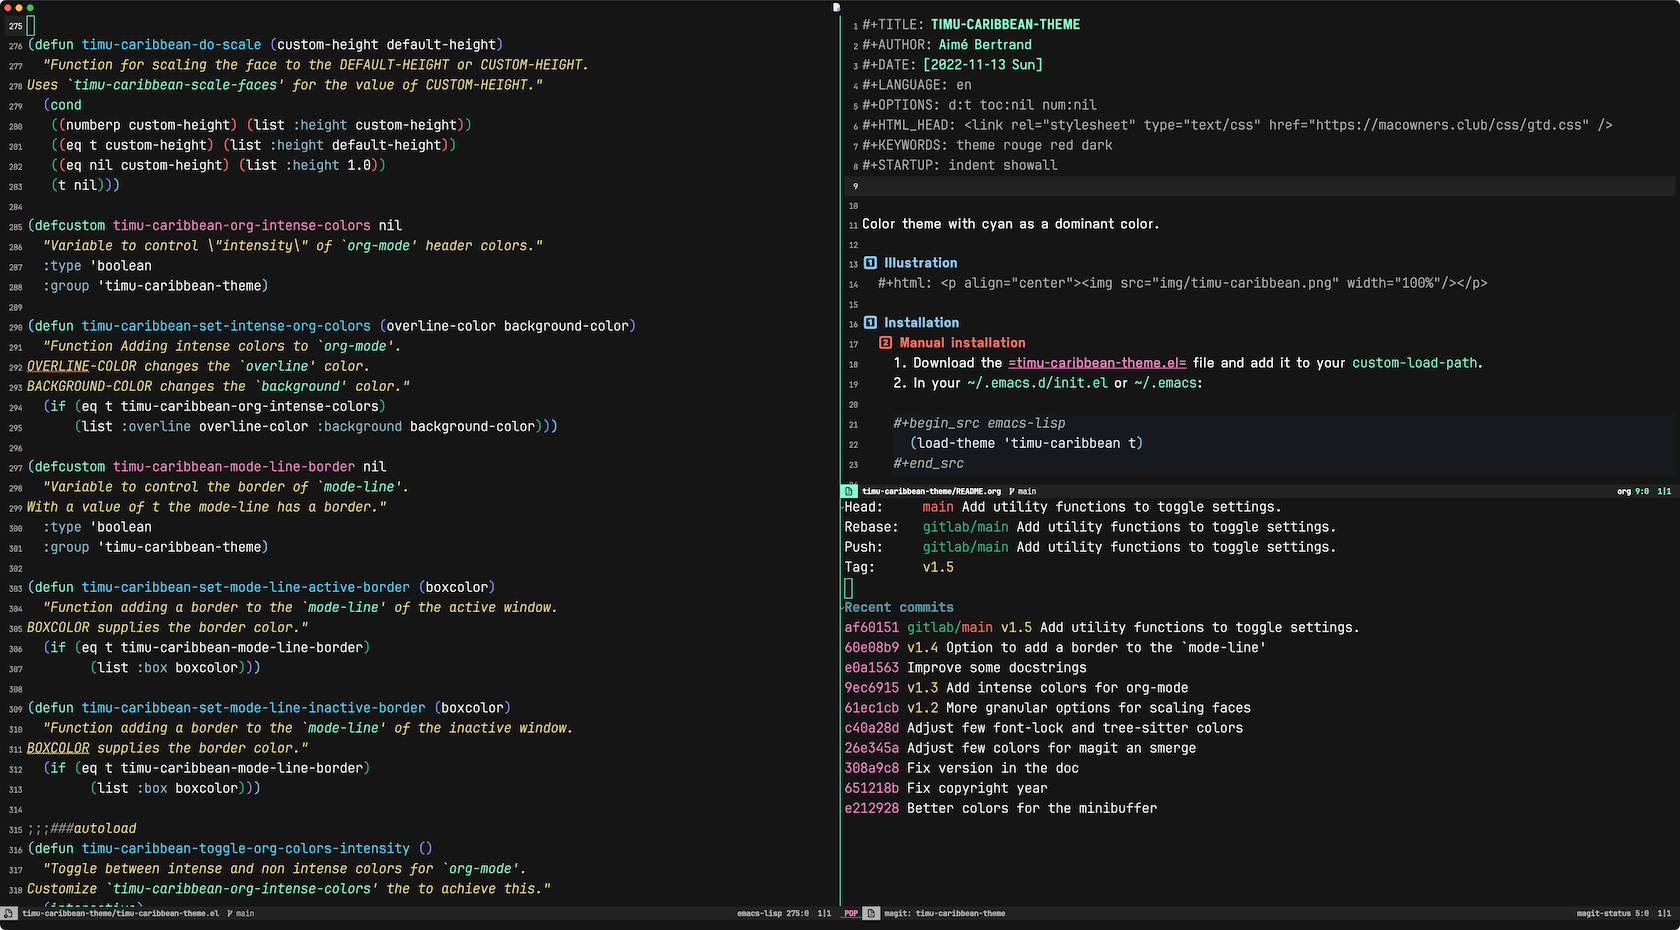 275
276 (defun timu-caribbean-do-scale (custom-height default-height)
277   "Function for scaling the face to the DEFAULT-HEIGHT or CUSTOM-HEIGHT.
278 Uses `timu-caribbean-scale-faces' for the value of CUSTOM-HEIGHT."
279   (cond
280    ((numberp custom-height) (list :height custom-height))
281    ((eq t custom-height) (list :height default-height))
282    ((eq nil custom-height) (list :height 1.0))
283    (t nil)))
284
285 (defcustom timu-caribbean-org-intense-colors nil
286   "Variable to control \"intensity\" of `org-mode' header colors."
287   :type 'boolean
288   :group 'timu-caribbean-theme)
289
290 (defun timu-caribbean-set-intense-org-colors (overline-color background-color)
291   "Function Adding intense colors to `org-mode'.
292 OVERLINE-COLOR changes the `overline' color.
293 BACKGROUND-COLOR changes the `background' color."
294   (if (eq t timu-caribbean-org-intense-colors)
295       (list :overline overline-color :background background-color)))
296
297 (defcustom timu-caribbean-mode-line-border nil
298   "Variable to control the border of `mode-line'.
299 With a value of t the mode-line has a border."
300   :type 'boolean
301   :group 'timu-caribbean-theme)
302
303 (defun timu-caribbean-set-mode-line-active-border (boxcolor)
304   "Function adding a border to the `mode-line' of the active window.
305 BOXCOLOR supplies the border color."
306   (if (eq t timu-caribbean-mode-line-border)
307         (list :box boxcolor)))
308
309 (defun timu-caribbean-set-mode-line-inactive-border (boxcolor)
310   "Function adding a border to the `mode-line' of the inactive window.
311 BOXCOLOR supplies the border color."
312   (if (eq t timu-caribbean-mode-line-border)
313         (list :box boxcolor)))
314
315 ;;;###autoload
316 (defun timu-caribbean-toggle-org-colors-intensity ()
317   "Toggle between intense and non intense colors for `org-mode'.
318 Customize `timu-caribbean-org-intense-colors' the to achieve this."
timu-caribbean-theme/timu-caribbean-theme.el main emacs-lisp 275:0 1|1
1 #+TITLE: TIMU-CARIBBEAN-THEME
2 #+AUTHOR: Aimé Bertrand
3 #+DATE: [2022-11-13 Sun]
4 #+LANGUAGE: en
5 #+OPTIONS: d:t toc:nil num:nil
6 #+HTML_HEAD: <link rel="stylesheet" type="text/css" href="https://macowners.club/css/gtd.css" />
7 #+KEYWORDS: theme rouge red dark
8 #+STARTUP: indent showall
9
10
11 Color theme with cyan as a dominant color.
12
13 1 Illustration
14   #+html: <p align="center"><img src="img/timu-caribbean.png" width="100%"/></p>
15
16 1 Installation
17   2 Manual installation
18     1. Download the =timu-caribbean-theme.el= file and add it to your custom-load-path.
19     2. In your ~/.emacs.d/init.el or ~/.emacs:
20
21     #+begin_src emacs-lisp
22       (load-theme 'timu-caribbean t)
23     #+end_src
timu-caribbean-theme/README.org main org 9:0 1|1
Head: main Add utility functions to toggle settings.
Rebase: gitlab/main Add utility functions to toggle settings.
Push: gitlab/main Add utility functions to toggle settings.
Tag: v1.5
Recent commits
af60151 gitlab/main v1.5 Add utility functions to toggle settings.
60e08b9 v1.4 Option to add a border to the `mode-line'
e0a1563 Improve some docstrings
9ec6915 v1.3 Add intense colors for org-mode
61ec1cb v1.2 More granular options for scaling faces
c40a28d Adjust few font-lock and tree-sitter colors
26e345a Adjust few colors for magit an smerge
308a9c8 Fix version in the doc
651218b Fix copyright year
e212928 Better colors for the minibuffer
POP magit: timu-caribbean-theme magit-status 5:0 1|1